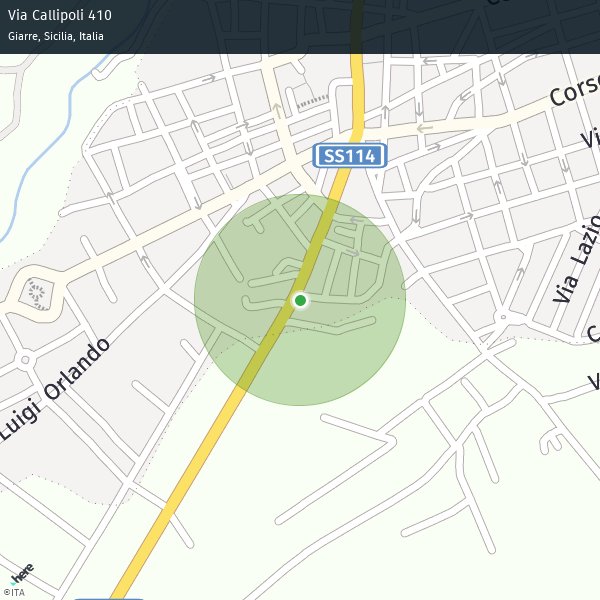 Via Callipoli 410
Giarre, Sicilia, Italia
Corso
SS114
Via Lazio
Luigi Orlando
here
©ITA